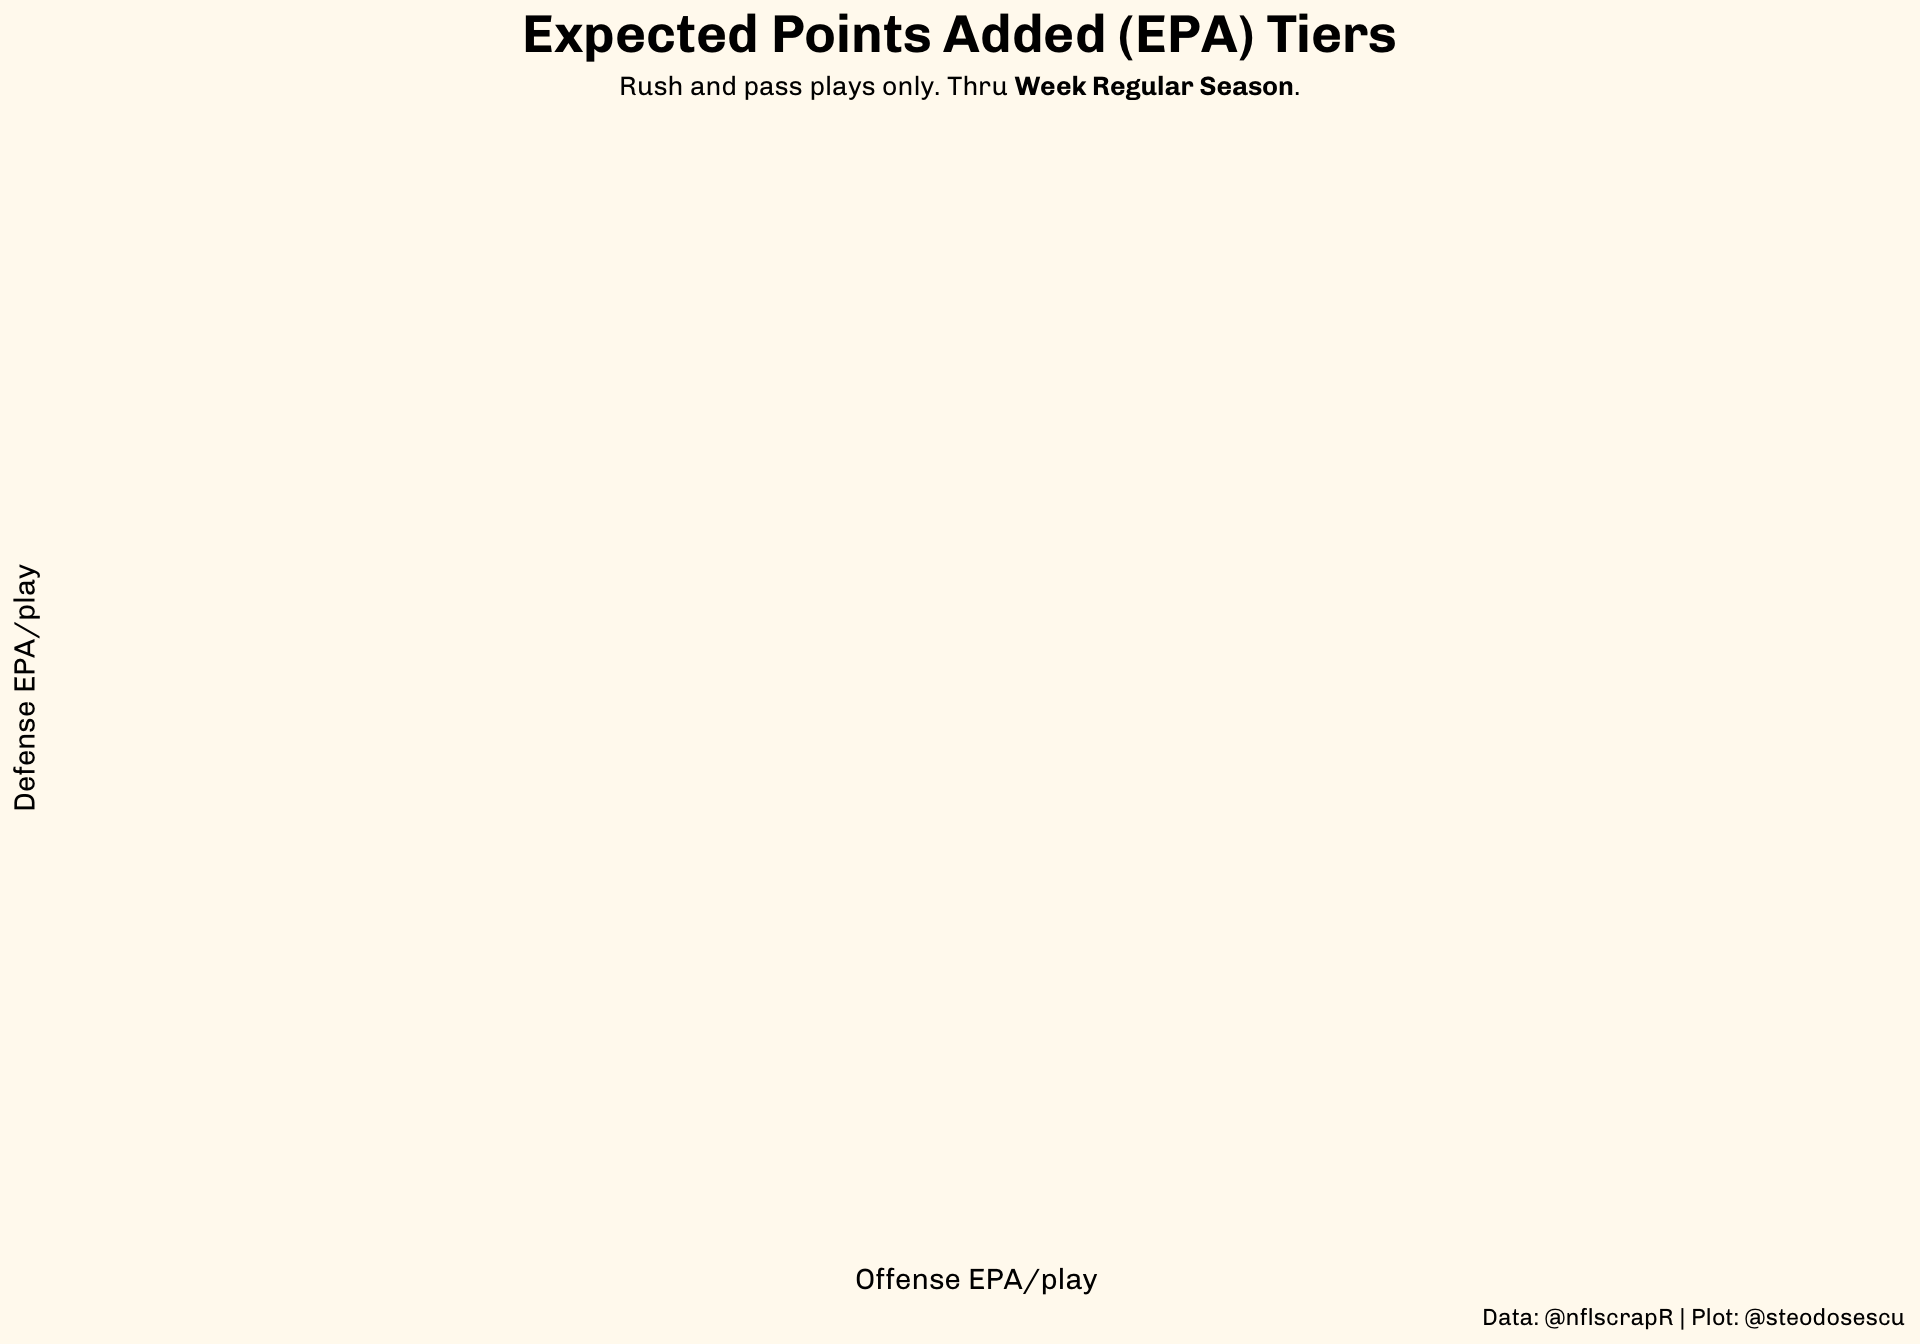 Expected Points Added (EPA) Tiers
Rush and pass plays only. Thru Week Regular Season.
Defense EPA/play
Offense EPA/play
Data: @nflscrapR | Plot: @steodosescu